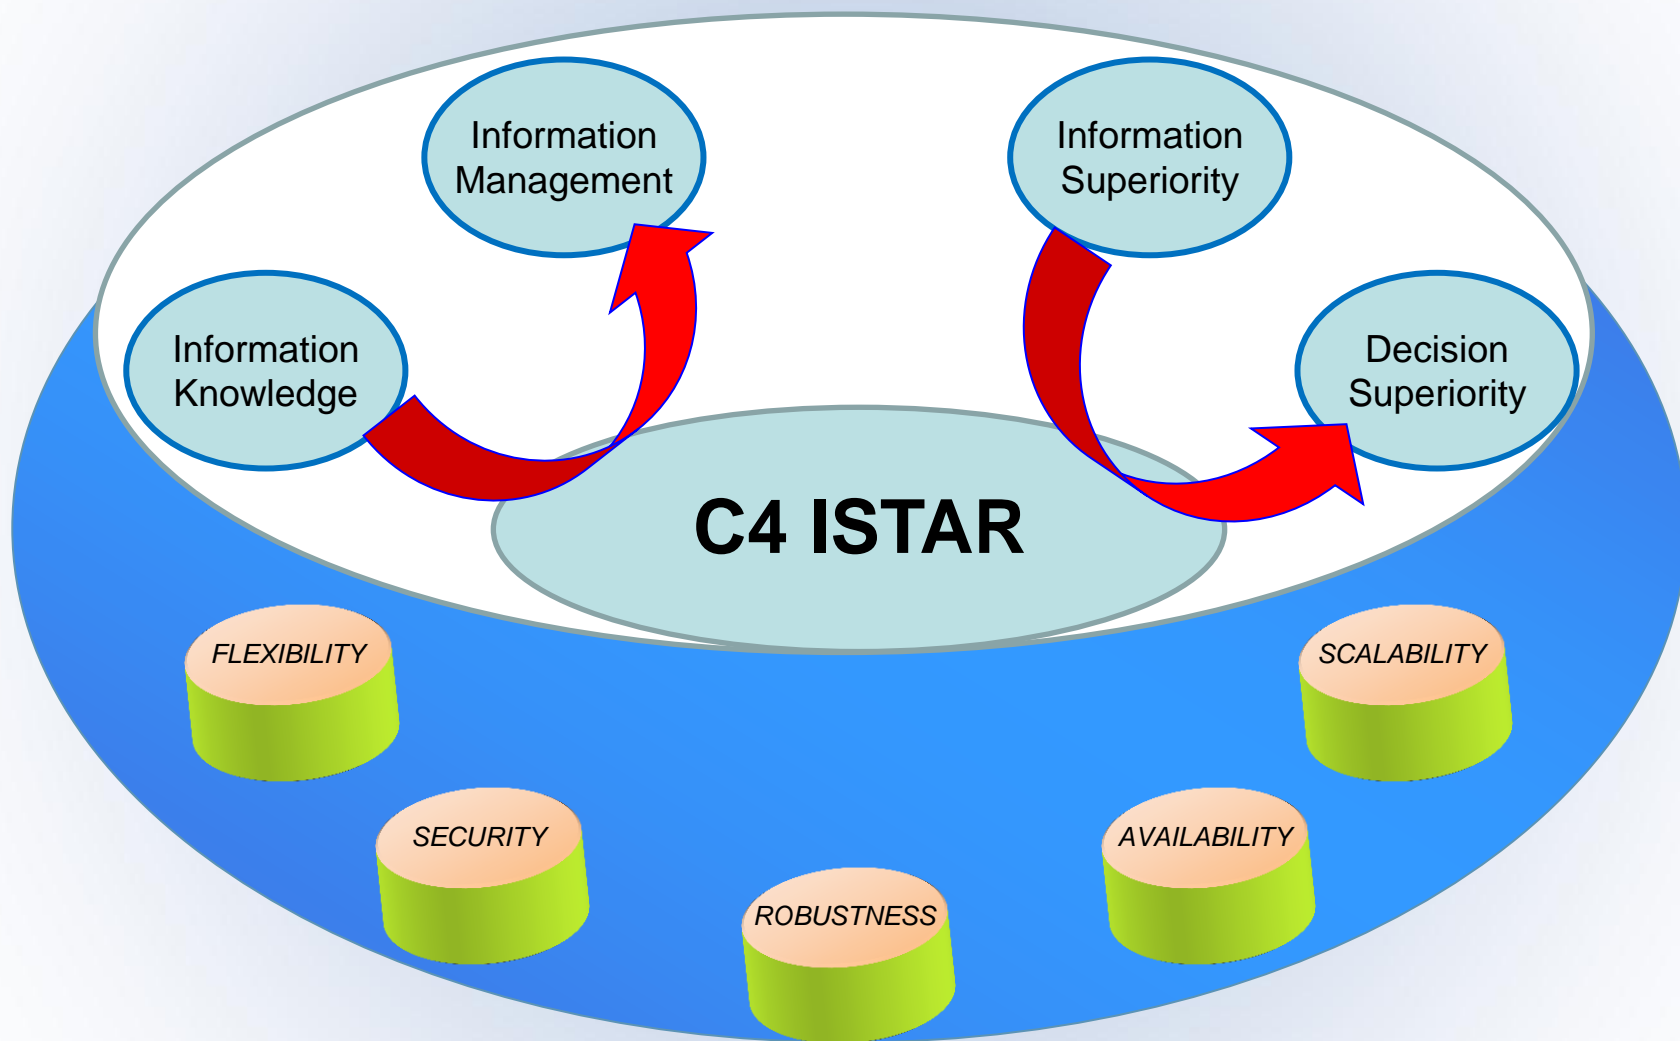 Information
Management
Information
Superiority
Information
Knowledge
Decision
Superiority
C4 ISTAR
FLEXIBILITY
SCALABILITY
SECURITY
AVAILABILITY
ROBUSTNESS